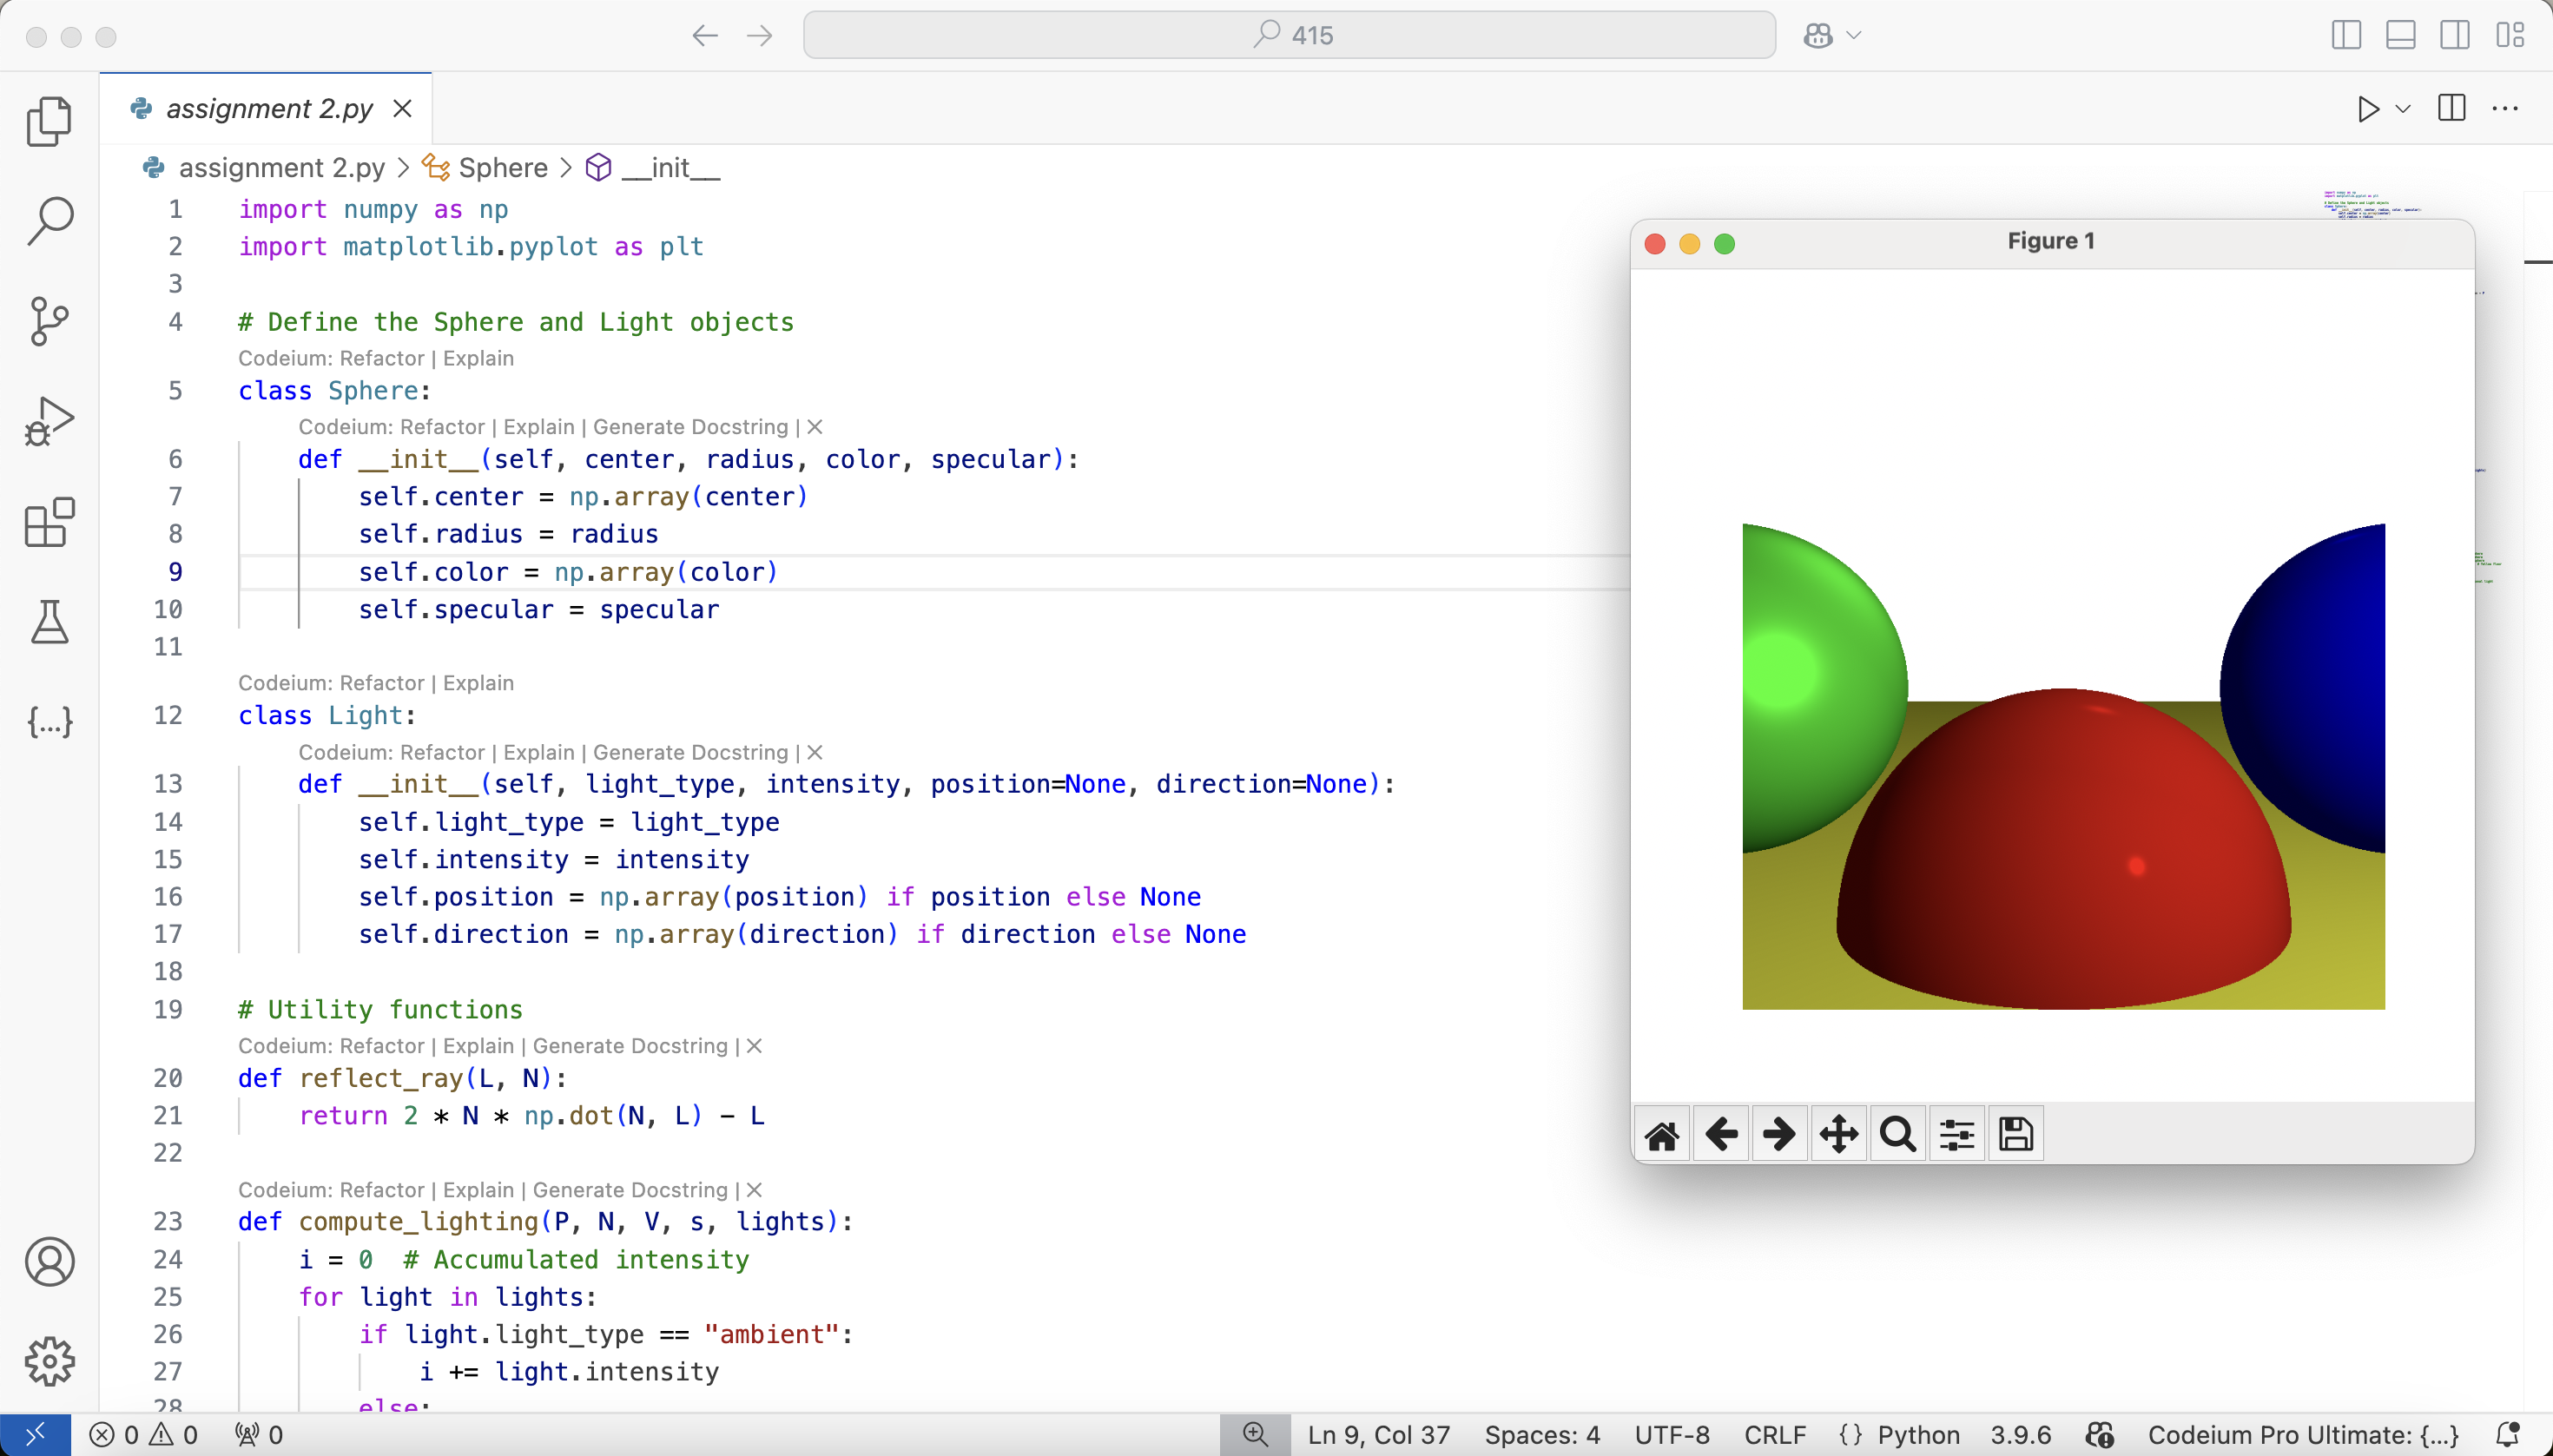 415
assignment 2.py
assignment 2.py > Sphere > __init__
1 import numpy as np
2 import matplotlib.pyplot as plt
3
4 # Define the Sphere and Light objects
Codeium: Refactor | Explain
5 class Sphere:
Codeium: Refactor | Explain | Generate Docstring | ✕
6 def __init__(self, center, radius, color, specular):
7 self.center = np.array(center)
8 self.radius = radius
9 self.color = np.array(color)
10 self.specular = specular
11
Codeium: Refactor | Explain
12 class Light:
Codeium: Refactor | Explain | Generate Docstring | ✕
13 def __init__(self, light_type, intensity, position=None, direction=None):
14 self.light_type = light_type
15 self.intensity = intensity
16 self.position = np.array(position) if position else None
17 self.direction = np.array(direction) if direction else None
18
19 # Utility functions
Codeium: Refactor | Explain | Generate Docstring | ✕
20 def reflect_ray(L, N):
21 return 2 * N * np.dot(N, L) - L
22
Codeium: Refactor | Explain | Generate Docstring | ✕
23 def compute_lighting(P, N, V, s, lights):
24 i = 0 # Accumulated intensity
25 for light in lights:
26 if light.light_type == "ambient":
27 i += light.intensity
28 else:
Figure 1
0 0 0 Ln 9, Col 37 Spaces: 4 UTF-8 CRLF {} Python 3.9.6 Codeium Pro Ultimate: {...}